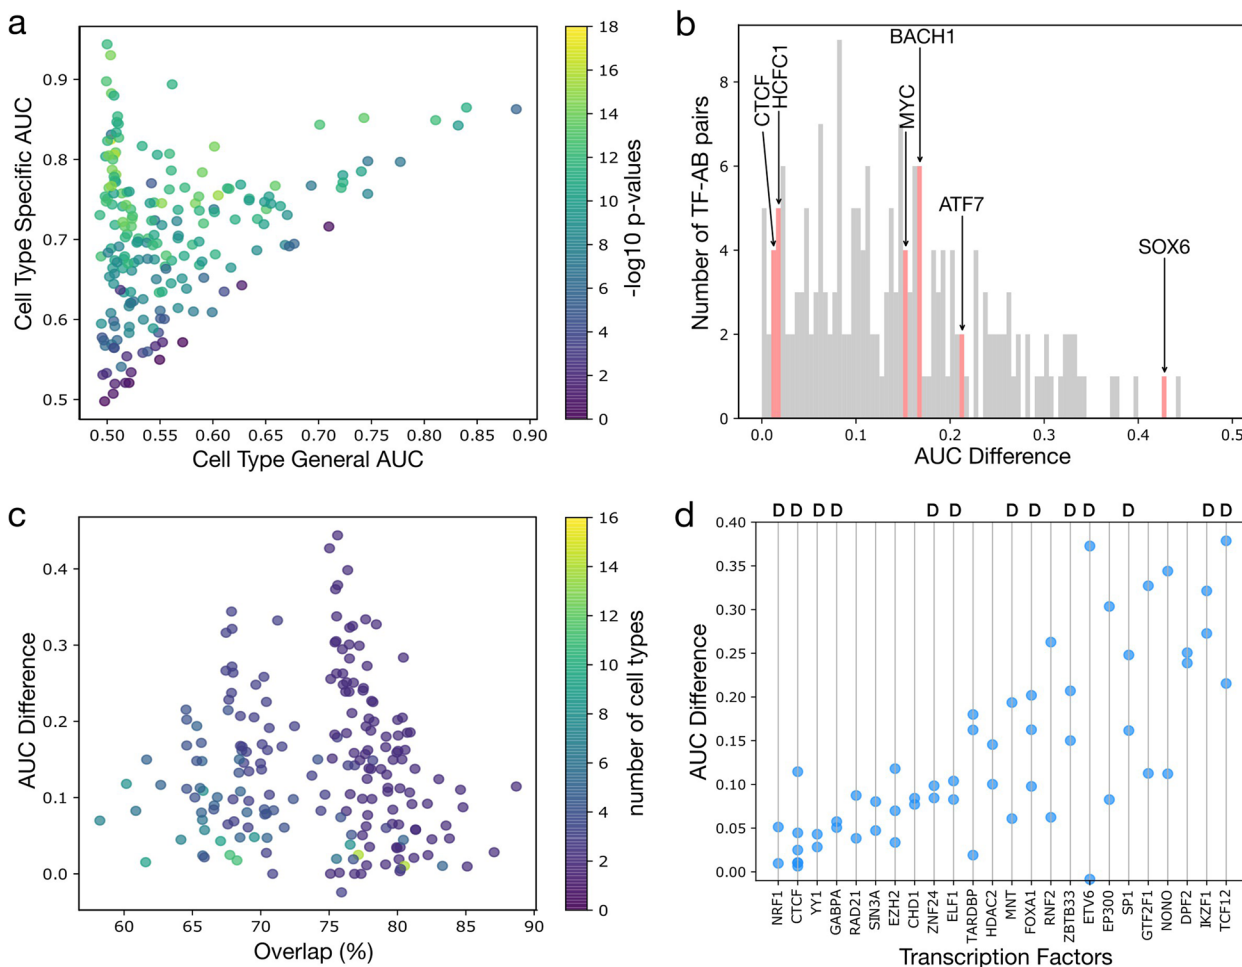 a
Cell Type Specific AUC
0.9
0.8
0.7
0.6
0.5
0.50 0.55 0.60 0.65 0.70 0.75 0.80 0.85 0.90
Cell Type General AUC
18
16
14
12
10
8
6
4
2
0
-log10 p-values
b
Number of TF-AB pairs
8
6
4
2
0
CTCF
HCFC1
MYC
BACH1
ATF7
SOX6
0.0 0.1 0.2 0.3 0.4 0.5
AUC Difference
c
AUC Difference
0.4
0.3
0.2
0.1
0.0
60 65 70 75 80 85 90
Overlap (%)
16
14
12
10
8
6
4
2
0
number of cell types
d
D D D D D D D D D D D D D
AUC Difference
0.40
0.35
0.30
0.25
0.20
0.15
0.10
0.05
0.00
NRF1
CTCF
YY1
GABPA
RAD21
SIN3A
EZH2
CHD1
ZNF24
ELF1
TARDBP
HDAC2
MNT
FOXA1
RNF2
ZBTB33
ETV6
EP300
SP1
GTF2F1
NONO
DPF2
IKZF1
TCF12
Transcription Factors